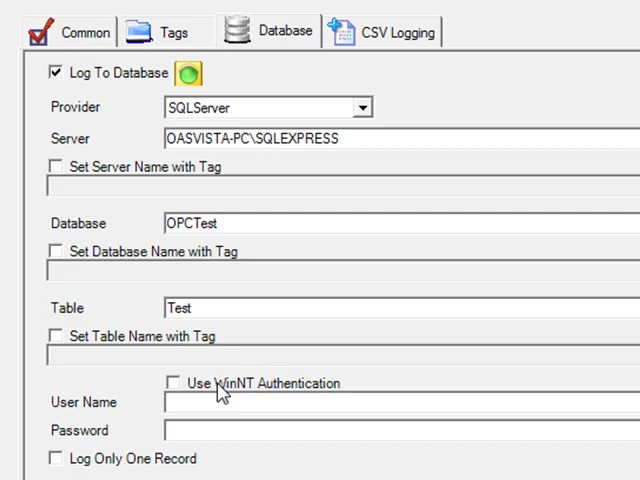 Common Tags Database CSV Logging
Log To Database
Provider SQLServer
Server OASVISTA-PC\SQLEXPRESS
Set Server Name with Tag
Database OPCTest
Set Database Name with Tag
Table Test
Set Table Name with Tag
Use WinNT Authentication
User Name
Password
Log Only One Record